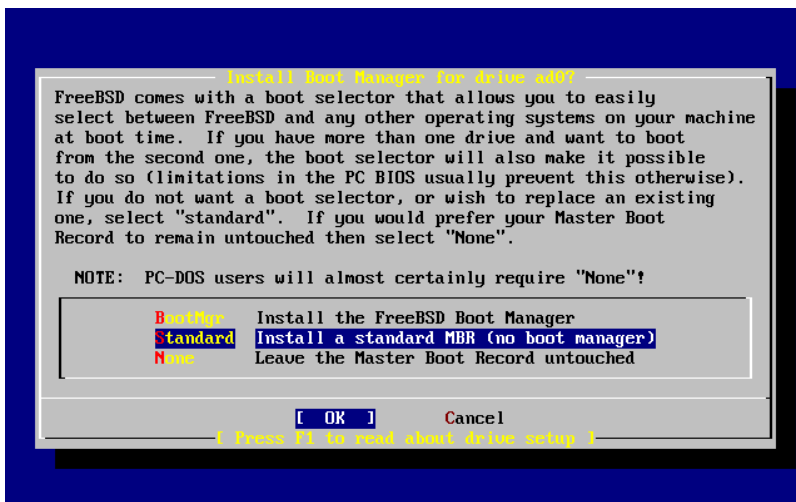 Install Boot Manager for drive ad0?
FreeBSD comes with a boot selector that allows you to easily
select between FreeBSD and any other operating systems on your machine
at boot time.  If you have more than one drive and want to boot
from the second one, the boot selector will also make it possible
to do so (limitations in the PC BIOS usually prevent this otherwise).
If you do not want a boot selector, or wish to replace an existing
one, select "standard".  If you would prefer your Master Boot
Record to remain untouched then select "None".
NOTE:  PC-DOS users will almost certainly require "None"!
BootMgr   Install the FreeBSD Boot Manager
Standard  Install a standard MBR (no boot manager)
None      Leave the Master Boot Record untouched
[  OK  ]       Cancel
[ Press F1 to read about drive setup ]